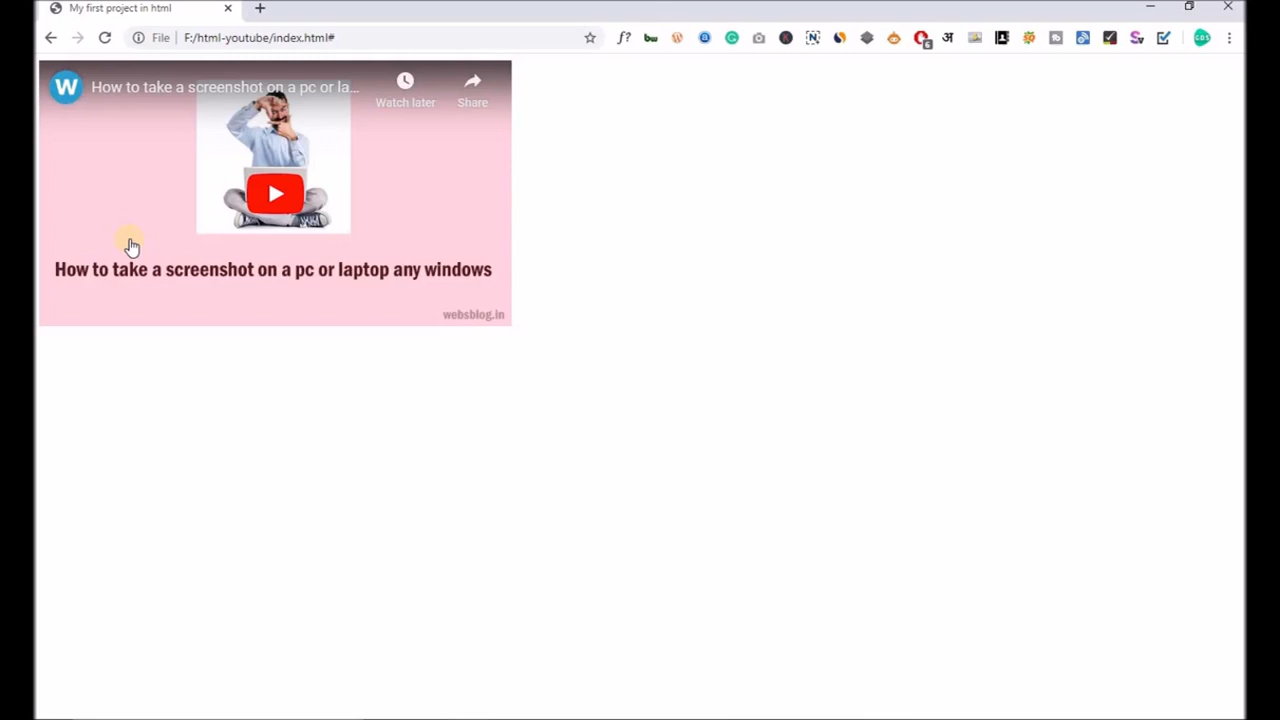 My first project in html
File F:/html-youtube/index.html#
W How to take a screenshot on a pc or la...
Watch later
Share
How to take a screenshot on a pc or laptop any windows
websblog.in